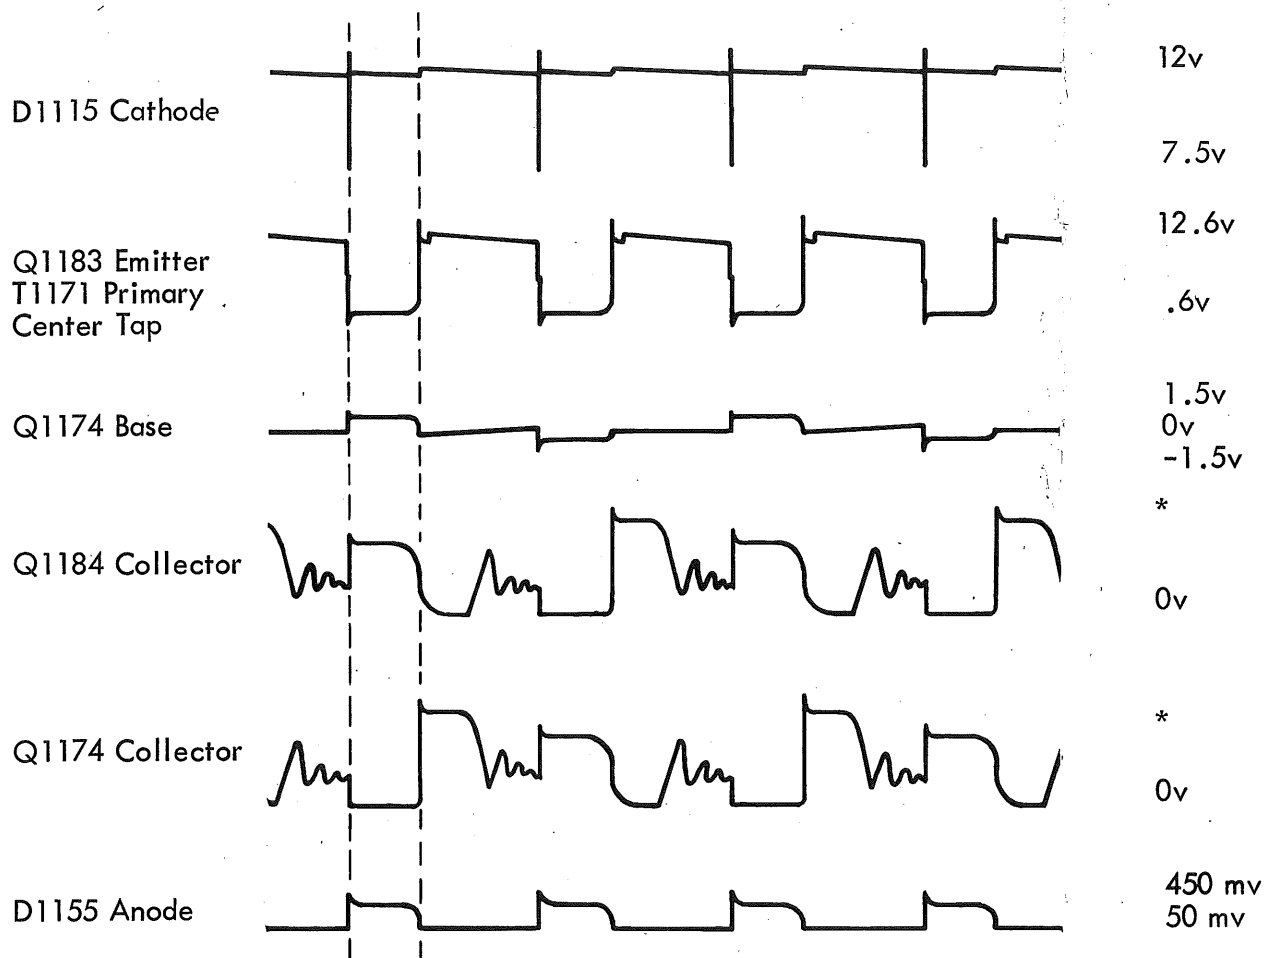 12v
D1115 Cathode
7.5v
12.6v
Q1183 Emitter
T1171 Primary
.6v
Center Tap
1.5v
Q1174 Base
0v
-1.5v
*
Q1184 Collector
0v
*
Q1174 Collector
0v
450 mv
D1155 Anode
50 mv